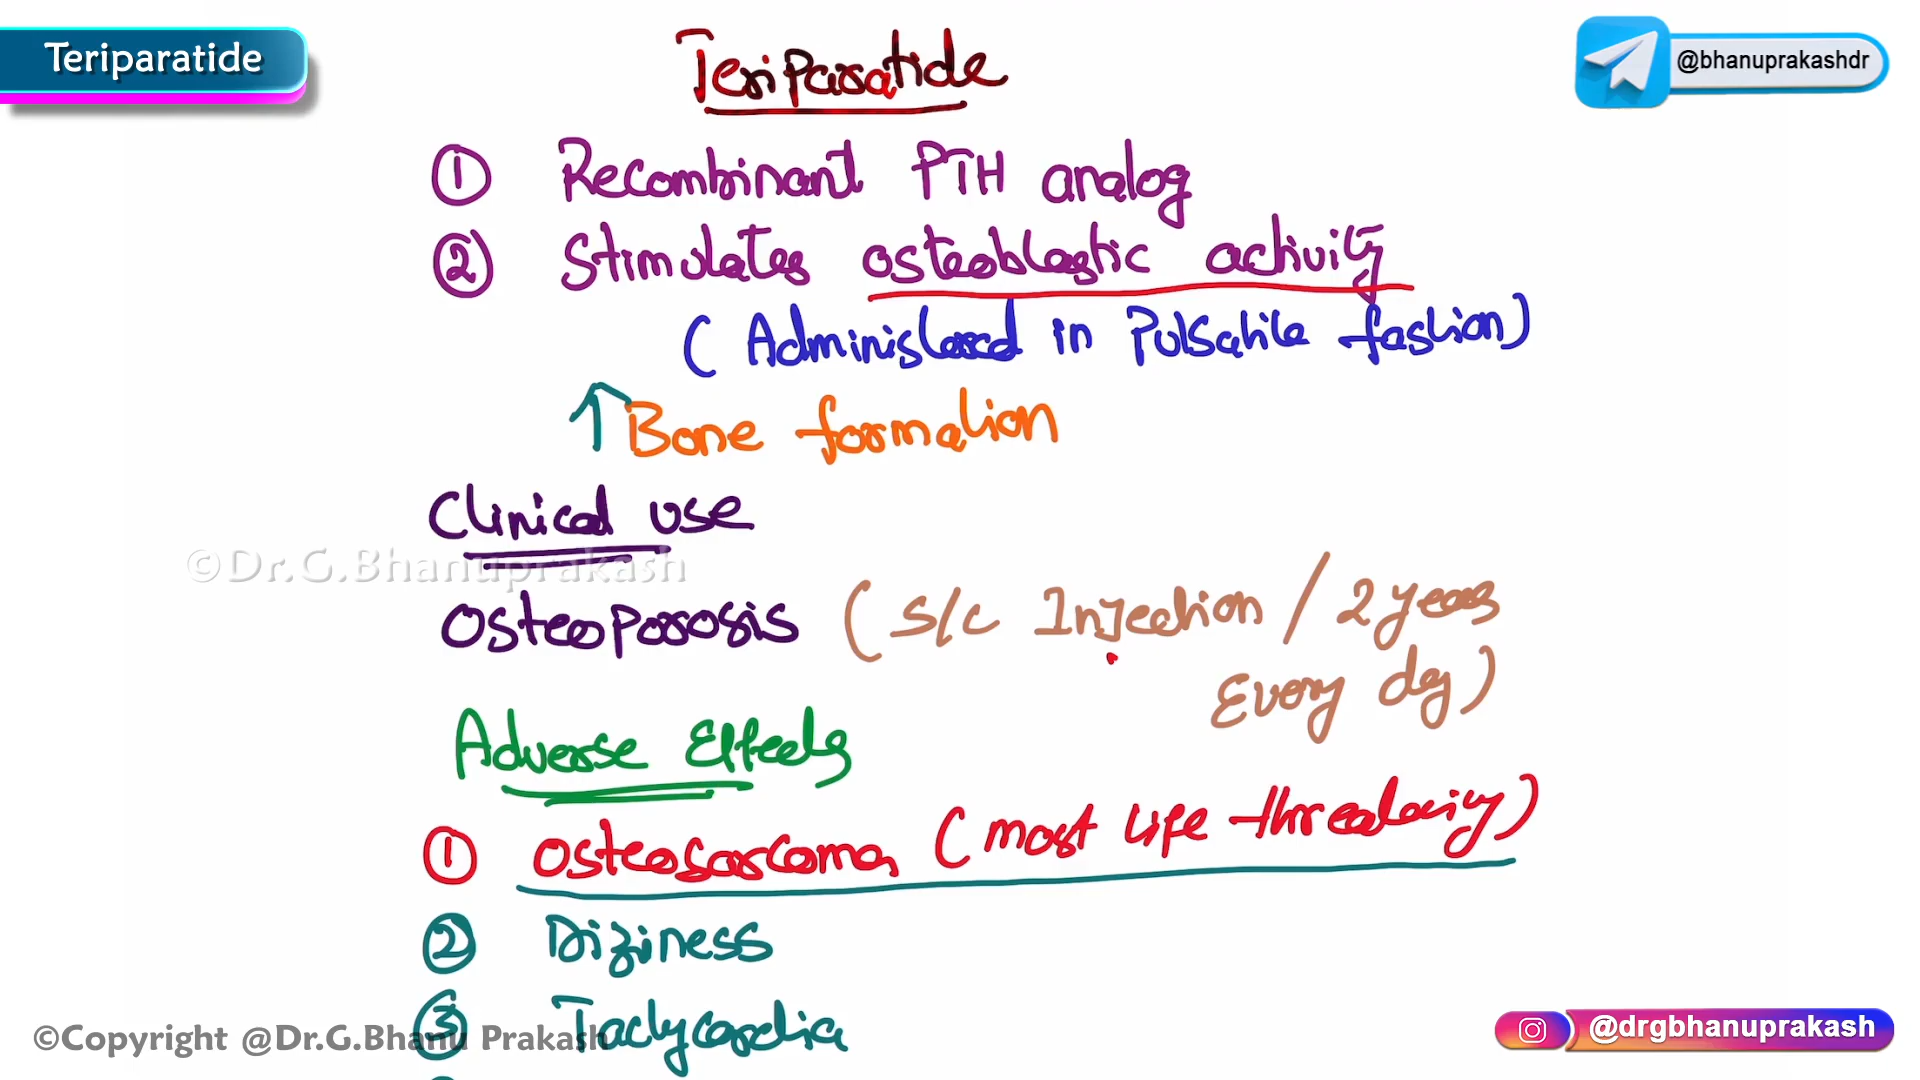 Teriparatide
Teriparatide
@bhanuprakashdr
① Recombinant PTH analog
② Stimulates osteoblastic activity
(Administered in Pulsatile fashion)
↑ Bone formation
Clinical use
©Dr.G.Bhanuprakash
Osteoporosis (S/C Injection / 2 years
Every day)
Adverse Effects
① Osteosarcoma (most life threatening)
② Diziness
③ Tachycardia
©Copyright @Dr.G.Bhanu Prakash
@drgbhanuprakash